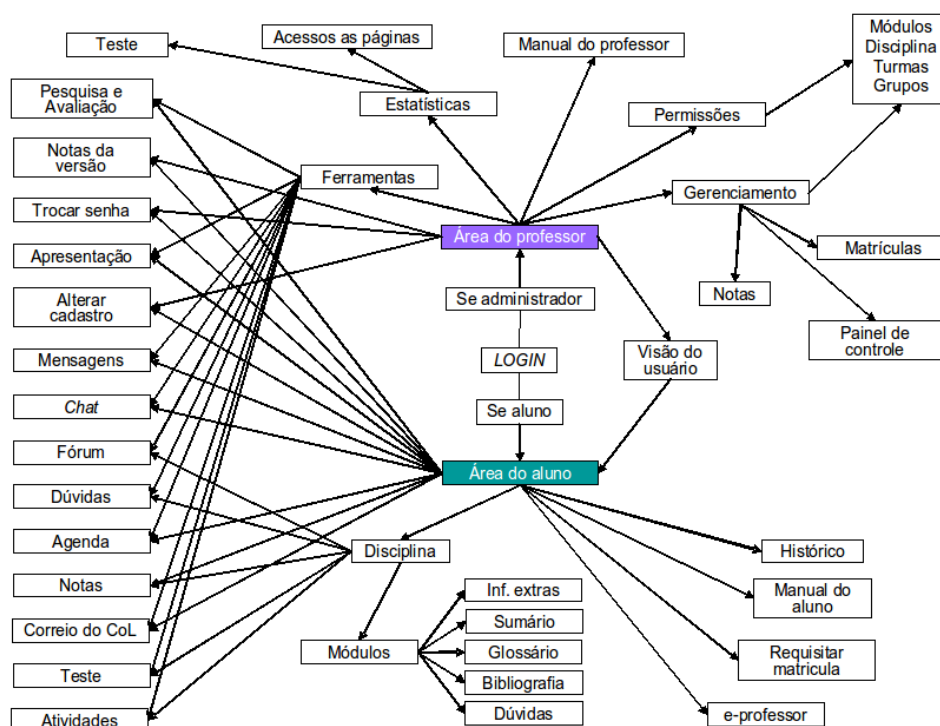 Teste
Acessos as páginas
Manual do professor
Módulos
Disciplina
Turmas
Grupos
Pesquisa e
Avaliação
Estatísticas
Permissões
Notas da
versão
Ferramentas
Gerenciamento
Trocar senha
Área do professor
Apresentação
Matrículas
Alterar
cadastro
Se administrador
Notas
Mensagens
LOGIN
Visão do
usuário
Painel de
controle
Chat
Se aluno
Fórum
Área do aluno
Dúvidas
Agenda
Disciplina
Histórico
Notas
Inf. extras
Manual do
aluno
Correio do CoL
Sumário
Módulos
Glossário
Requisitar
matricula
Teste
Bibliografia
Atividades
Dúvidas
e-professor